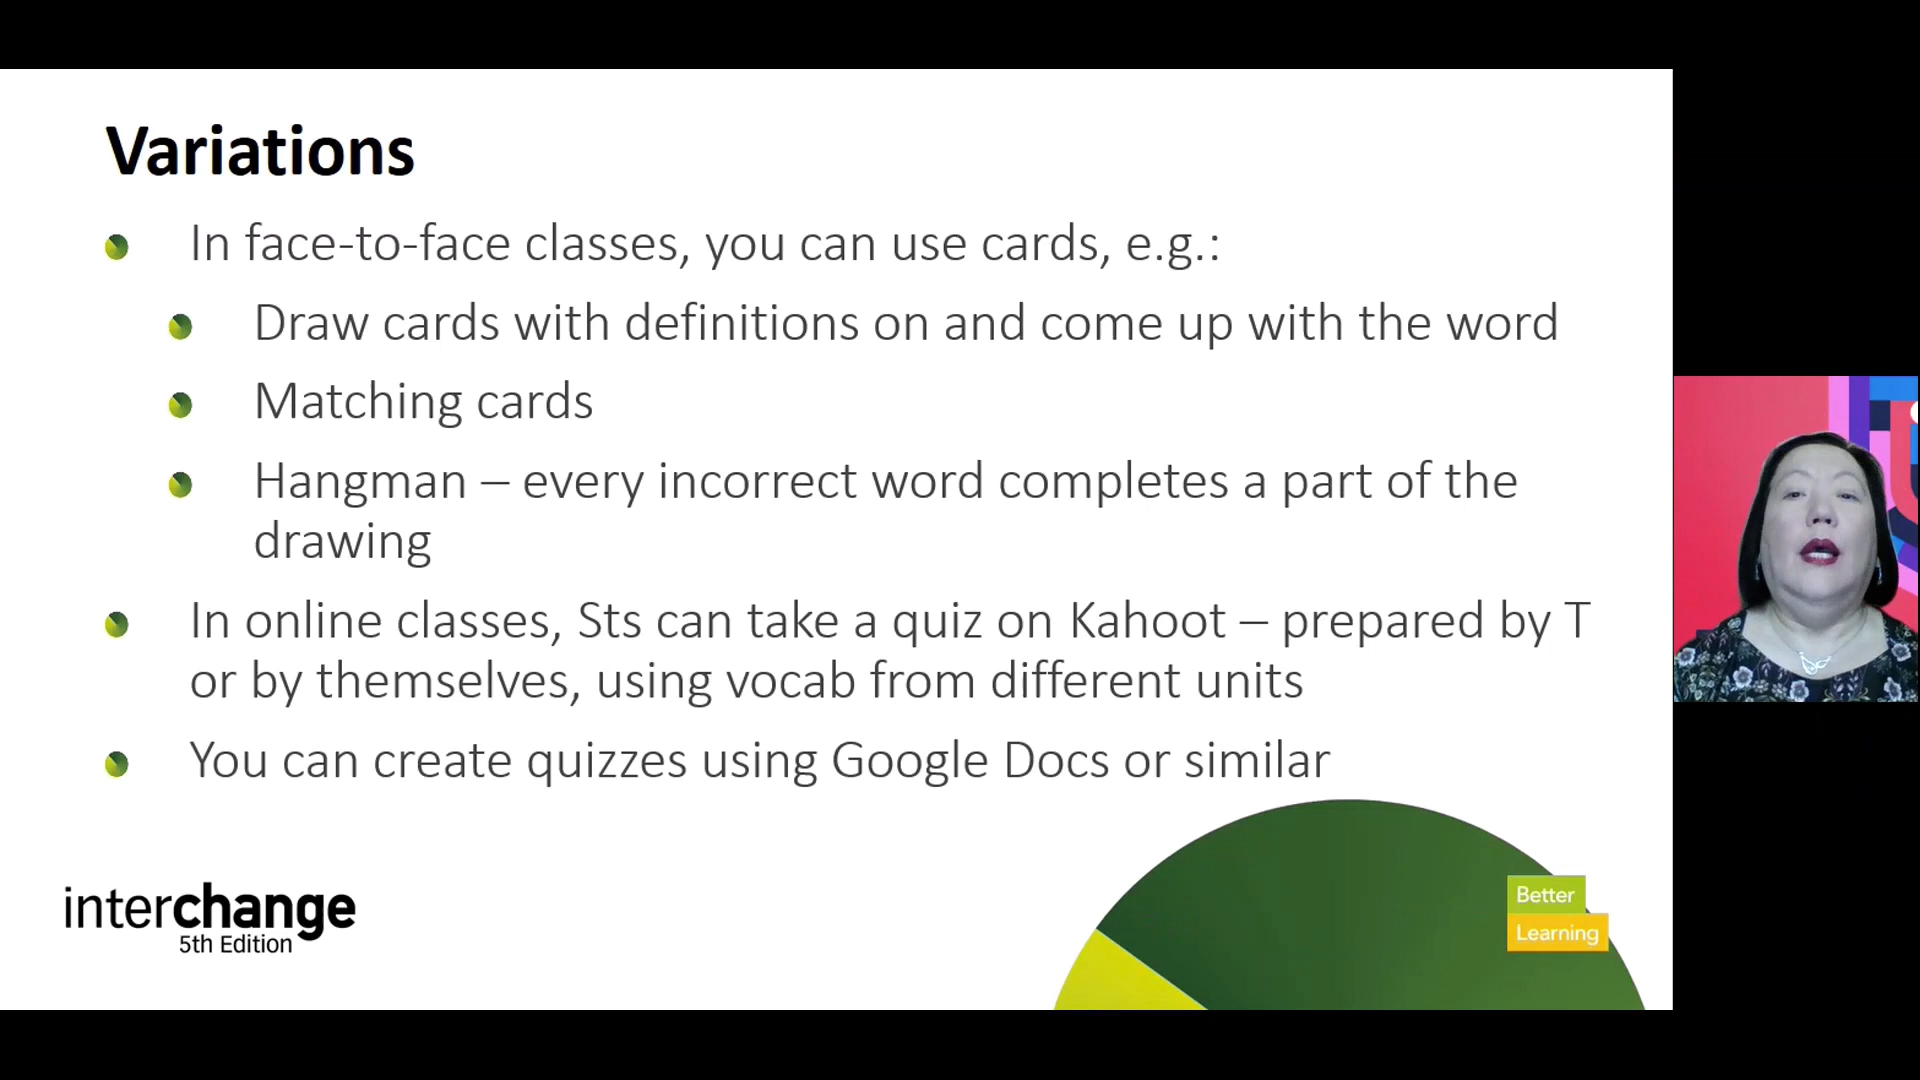 Variations
In face-to-face classes, you can use cards, e.g.:
Draw cards with definitions on and come up with the word
Matching cards
Hangman – every incorrect word completes a part of the
drawing
In online classes, Sts can take a quiz on Kahoot – prepared by T
or by themselves, using vocab from different units
You can create quizzes using Google Docs or similar
interchange
5th Edition
Better
Learning